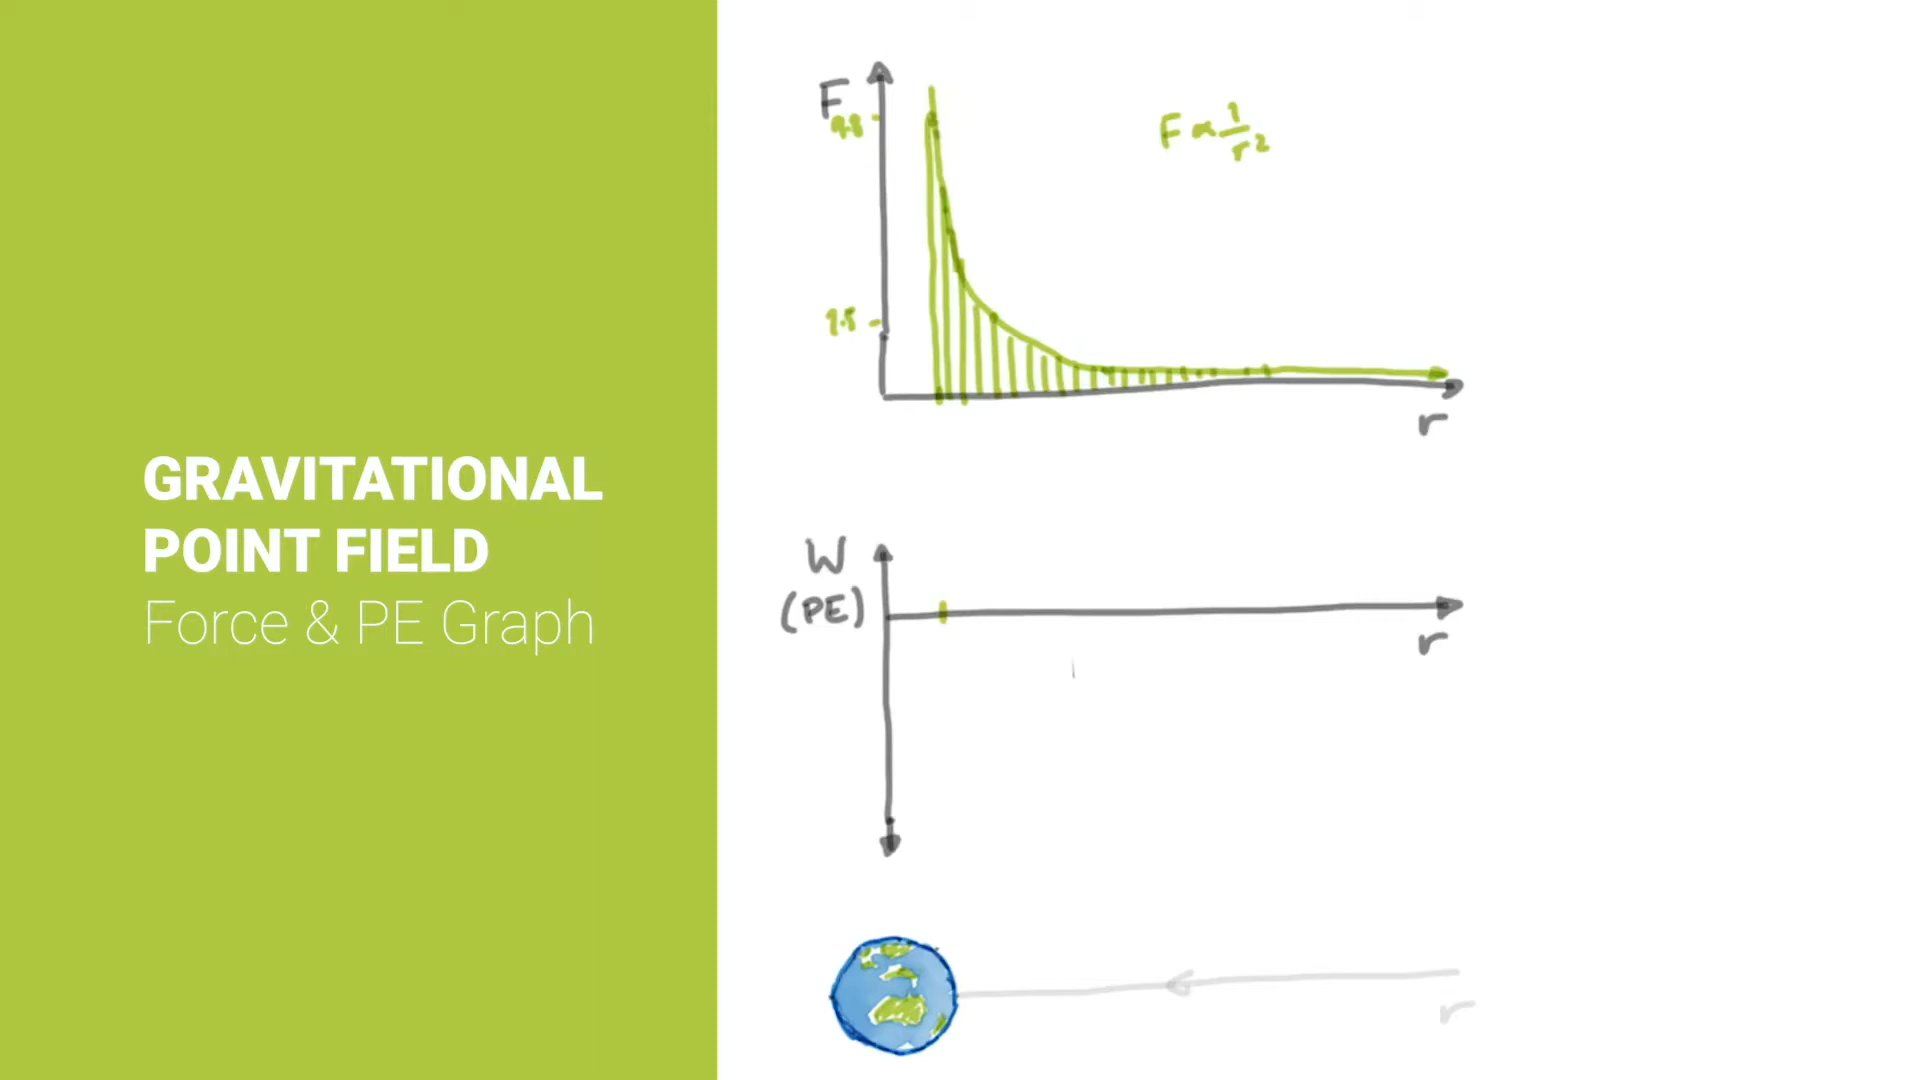 GRAVITATIONAL
POINT FIELD
Force & PE Graph
F
9.8
F ∝ 1/r²
r
W
(PE)
r
r